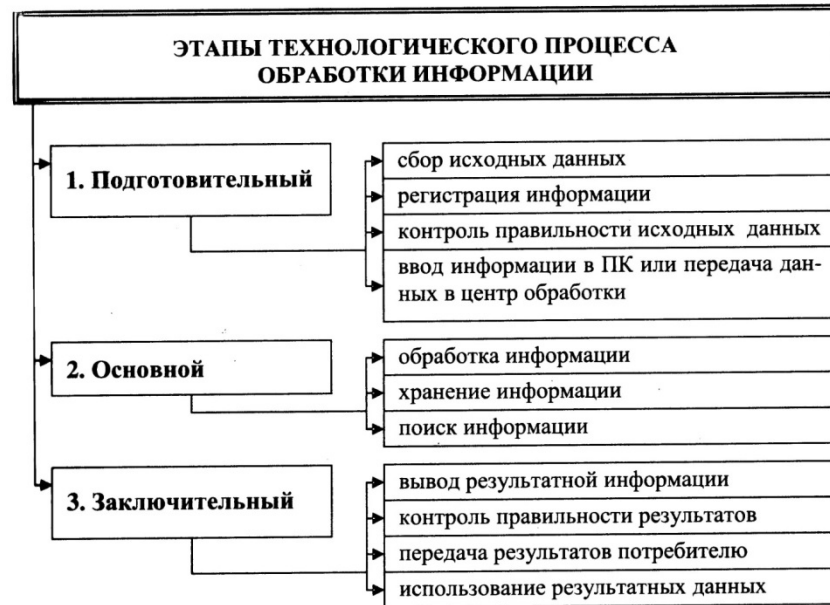 ЭТАПЫ ТЕХНОЛОГИЧЕСКОГО ПРОЦЕССА
ОБРАБОТКИ ИНФОРМАЦИИ
1. Подготовительный
сбор исходных данных
регистрация информации
контроль правильности исходных данных
ввод информации в ПК или передача дан-
ных в центр обработки
2. Основной
обработка информации
хранение информации
поиск информации
3. Заключительный
вывод результатной информации
контроль правильности результатов
передача результатов потребителю
использование результатных данных